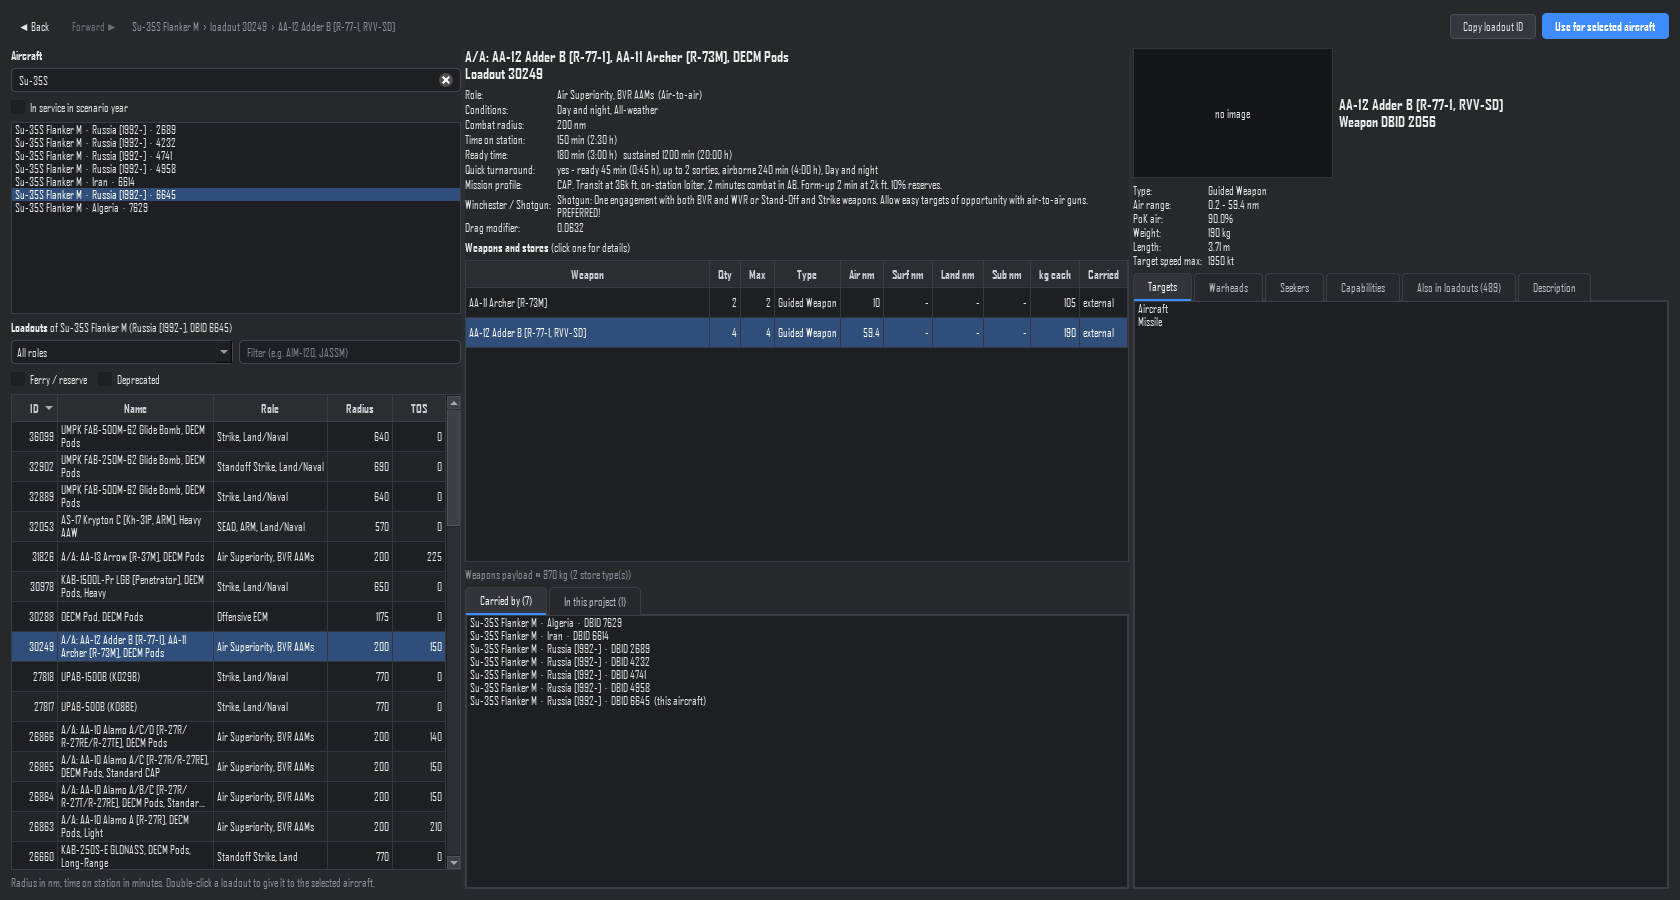 ◄ Back
Forward ►
Su-35S Flanker M › loadout 30249 › AA-12 Adder B [R-77-1, RVV-SD]
Copy loadout ID
Use for selected aircraft
Aircraft
Su-35S
In service in scenario year
Su-35S Flanker M · Russia [1992-] · 2689
Su-35S Flanker M · Russia [1992-] · 4232
Su-35S Flanker M · Russia [1992-] · 4741
Su-35S Flanker M · Russia [1992-] · 4958
Su-35S Flanker M · Iran · 6614
Su-35S Flanker M · Russia [1992-] · 6645
Su-35S Flanker M · Algeria · 7629
Loadouts of Su-35S Flanker M (Russia [1992-], DBID 6645)
All roles
Filter (e.g. AIM-120, JASSM)
Ferry / reserve
Deprecated
ID Name Role Radius TOS
36099 UMPK FAB-500M-62 Glide Bomb, DECM Pods Strike, Land/Naval 640 0
32902 UMPK FAB-250M-62 Glide Bomb, DECM Pods Standoff Strike, Land/Naval 690 0
32889 UMPK FAB-500M-62 Glide Bomb, DECM Pods Strike, Land/Naval 640 0
32053 AS-17 Krypton C [Kh-31P, ARM], Heavy AAW SEAD, ARM, Land/Naval 570 0
31826 A/A: AA-13 Arrow [R-37M], DECM Pods Air Superiority, BVR AAMs 200 225
30978 KAB-1500L-Pr LGB [Penetrator], DECM Pods, Heavy Strike, Land/Naval 650 0
30288 OECM Pod, DECM Pods Offensive ECM 1175 0
30249 A/A: AA-12 Adder B [R-77-1], AA-11 Archer [R-73M], DECM Pods Air Superiority, BVR AAMs 200 150
27818 UPAB-1500B (K029B) Strike, Land/Naval 770 0
27817 UPAB-500B (K08BE) Strike, Land/Naval 770 0
26866 A/A: AA-10 Alamo A/C/D [R-27R/R-27RE/R-27TE], DECM Pods Air Superiority, BVR AAMs 200 140
26865 A/A: AA-10 Alamo A/C [R-27R/R-27RE], DECM Pods, Standard CAP Air Superiority, BVR AAMs 200 150
26864 A/A: AA-10 Alamo A/B/C [R-27R/R-27T/R-27RE], DECM Pods, Standar... Air Superiority, BVR AAMs 200 150
26863 A/A: AA-10 Alamo A [R-27R], DECM Pods, Light Air Superiority, BVR AAMs 200 210
26660 KAB-250S-E GLONASS, DECM Pods, Long-Range Standoff Strike, Land 770 0
Radius in nm, time on station in minutes. Double-click a loadout to give it to the selected aircraft.
A/A: AA-12 Adder B [R-77-1], AA-11 Archer [R-73M], DECM Pods
Loadout 30249
Role: Air Superiority, BVR AAMs (Air-to-air)
Conditions: Day and night, All-weather
Combat radius: 200 nm
Time on station: 150 min (2:30 h)
Ready time: 180 min (3:00 h) sustained 1200 min (20:00 h)
Quick turnaround: yes - ready 45 min (0:45 h), up to 2 sorties, airborne 240 min (4:00 h), Day and night
Mission profile: CAP. Transit at 36k ft, on-station loiter, 2 minutes combat in AB. Form-up 2 min at 2k ft. 10% reserves.
Winchester / Shotgun: Shotgun: One engagement with both BVR and WVR or Stand-Off and Strike weapons. Allow easy targets of opportunity with air-to-air guns. PREFERRED!
Drag modifier: 0.0632
Weapons and stores (click one for details)
Weapon Qty Max Type Air nm Surf nm Land nm Sub nm kg each Carried
AA-11 Archer [R-73M] 2 2 Guided Weapon 10 - - - 105 external
AA-12 Adder B [R-77-1, RVV-SD] 4 4 Guided Weapon 59.4 - - - 190 external
Weapons payload ≈ 970 kg (2 store type(s))
Carried by (7)
In this project (1)
Su-35S Flanker M · Algeria · DBID 7629
Su-35S Flanker M · Iran · DBID 6614
Su-35S Flanker M · Russia [1992-] · DBID 2689
Su-35S Flanker M · Russia [1992-] · DBID 4232
Su-35S Flanker M · Russia [1992-] · DBID 4741
Su-35S Flanker M · Russia [1992-] · DBID 4958
Su-35S Flanker M · Russia [1992-] · DBID 6645 (this aircraft)
no image
AA-12 Adder B [R-77-1, RVV-SD]
Weapon DBID 2056
Type: Guided Weapon
Air range: 0.2 - 59.4 nm
PoK air: 90.0%
Weight: 190 kg
Length: 3.71 m
Target speed max: 1950 kt
Targets
Warheads
Seekers
Capabilities
Also in loadouts (489)
Description
Aircraft
Missile